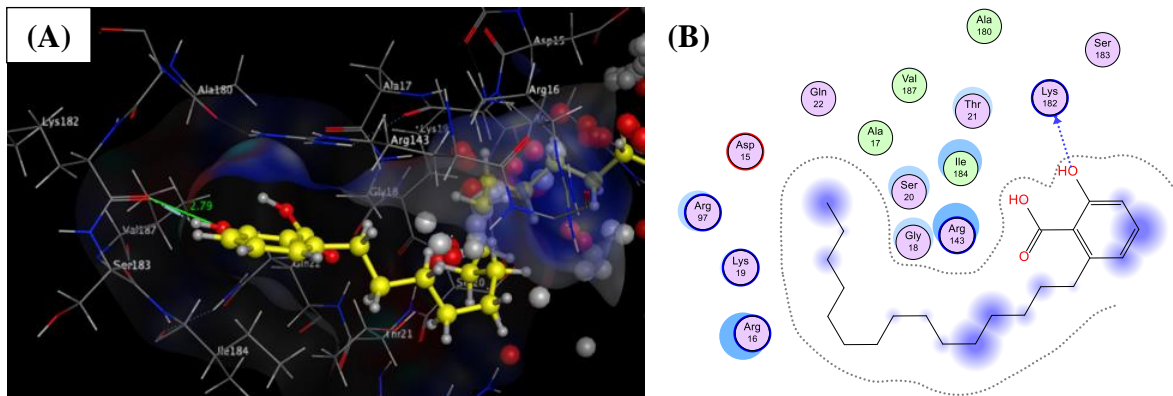 (A)
Asp15
Ala180
Ala17
Arg16
Lys182
*Lys19
Arg143
Gly18
2.79
Val187
Ser183
Gln22
Ser20
Thr21
Ile184
(B)
Ala
180
Ser
183
Val
187
Lys
182
Gln
22
Thr
21
Ala
17
Asp
15
Ile
184
HO
Ser
20
HO
Arg
97
Gly
18
Arg
143
O
Lys
19
Arg
16